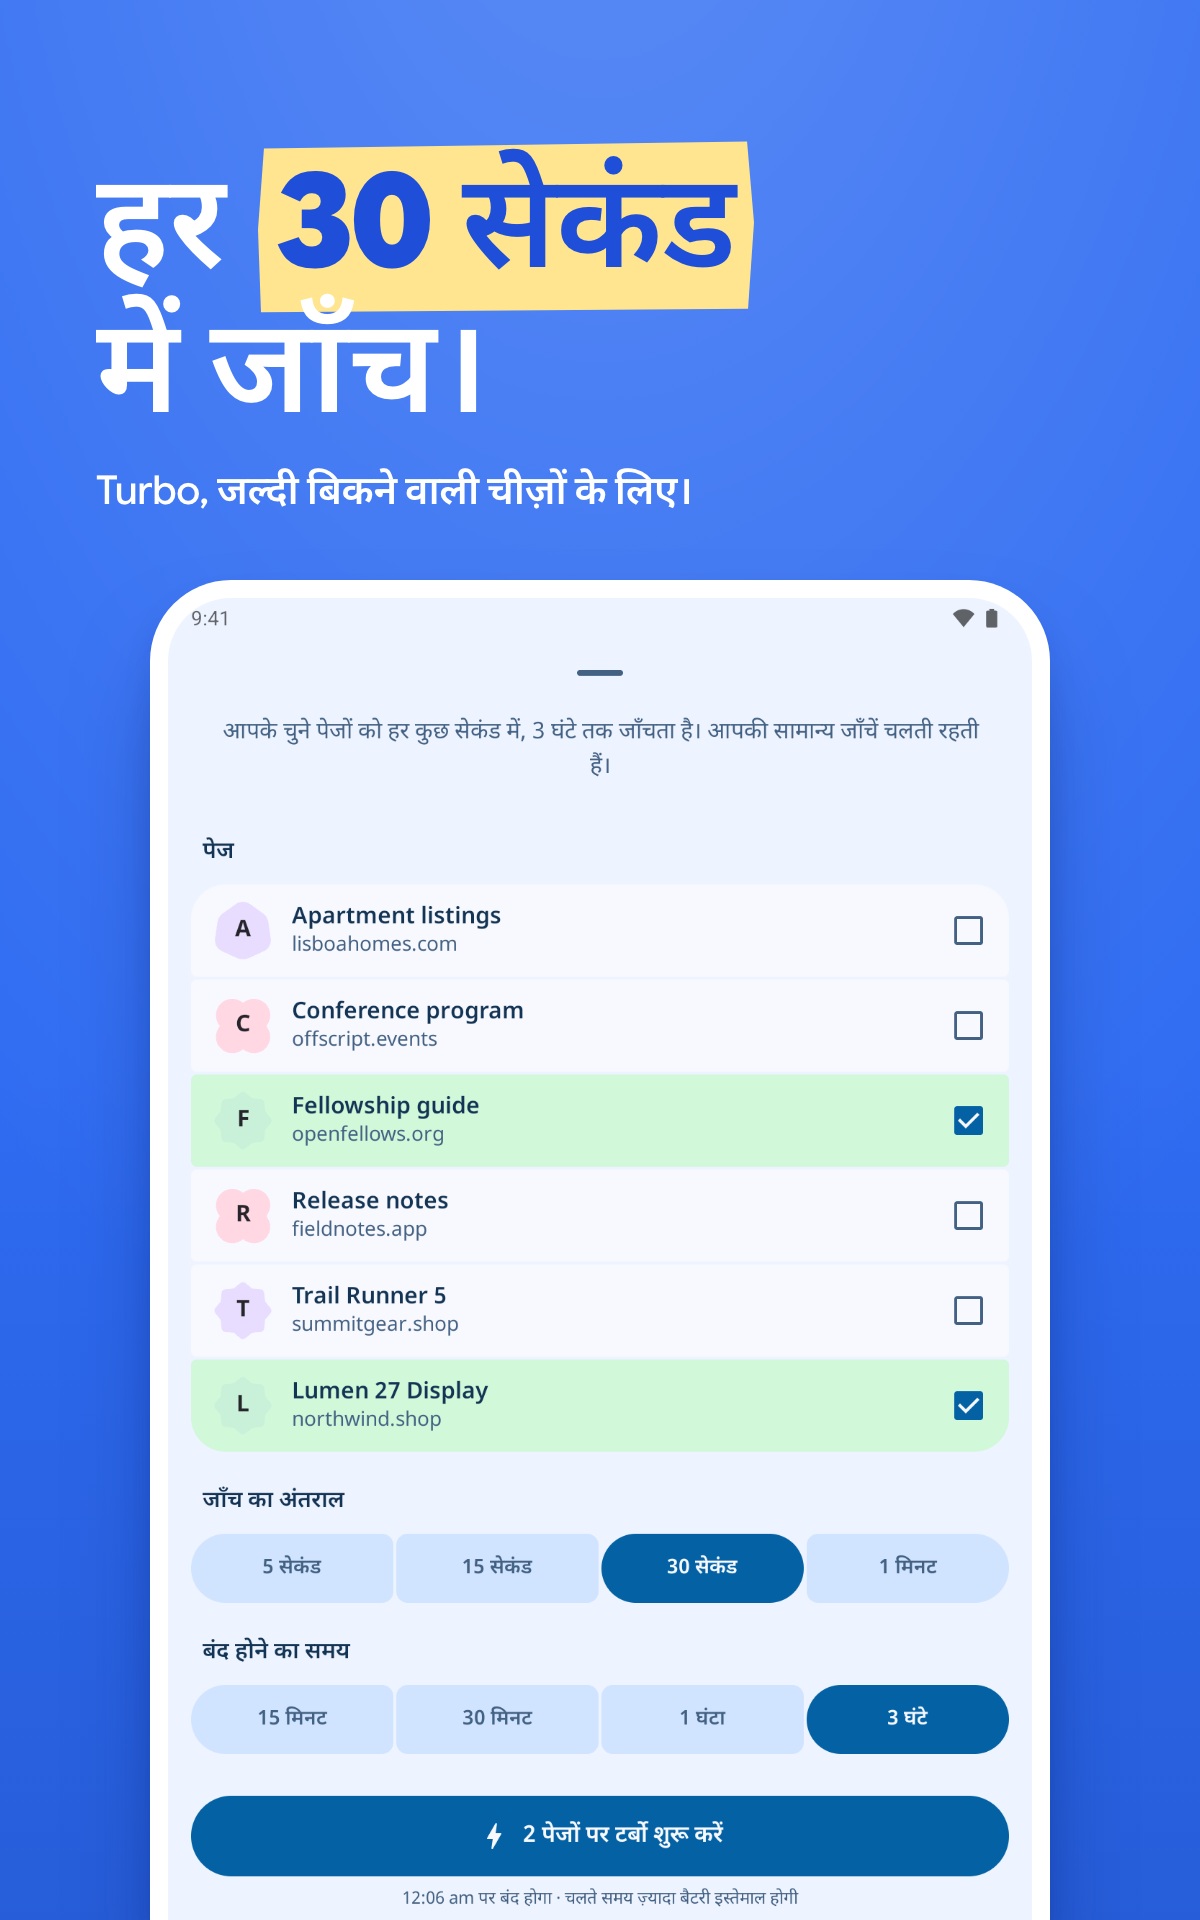 हर 30 सेकंड
में जाँच।
Turbo, जल्दी बिकने वाली चीज़ों के लिए।
9:41
आपके चुने पेजों को हर कुछ सेकंड में, 3 घंटे तक जाँचता है। आपकी सामान्य जाँचें चलती रहती
हैं।
पेज
A
Apartment listings
lisboahomes.com
C
Conference program
offscript.events
F
Fellowship guide
openfellows.org
R
Release notes
fieldnotes.app
T
Trail Runner 5
summitgear.shop
L
Lumen 27 Display
northwind.shop
जाँच का अंतराल
5 सेकंड 15 सेकंड 30 सेकंड 1 मिनट
बंद होने का समय
15 मिनट 30 मिनट 1 घंटा 3 घंटे
2 पेजों पर टर्बो शुरू करें
12:06 am पर बंद होगा · चलते समय ज़्यादा बैटरी इस्तेमाल होगी